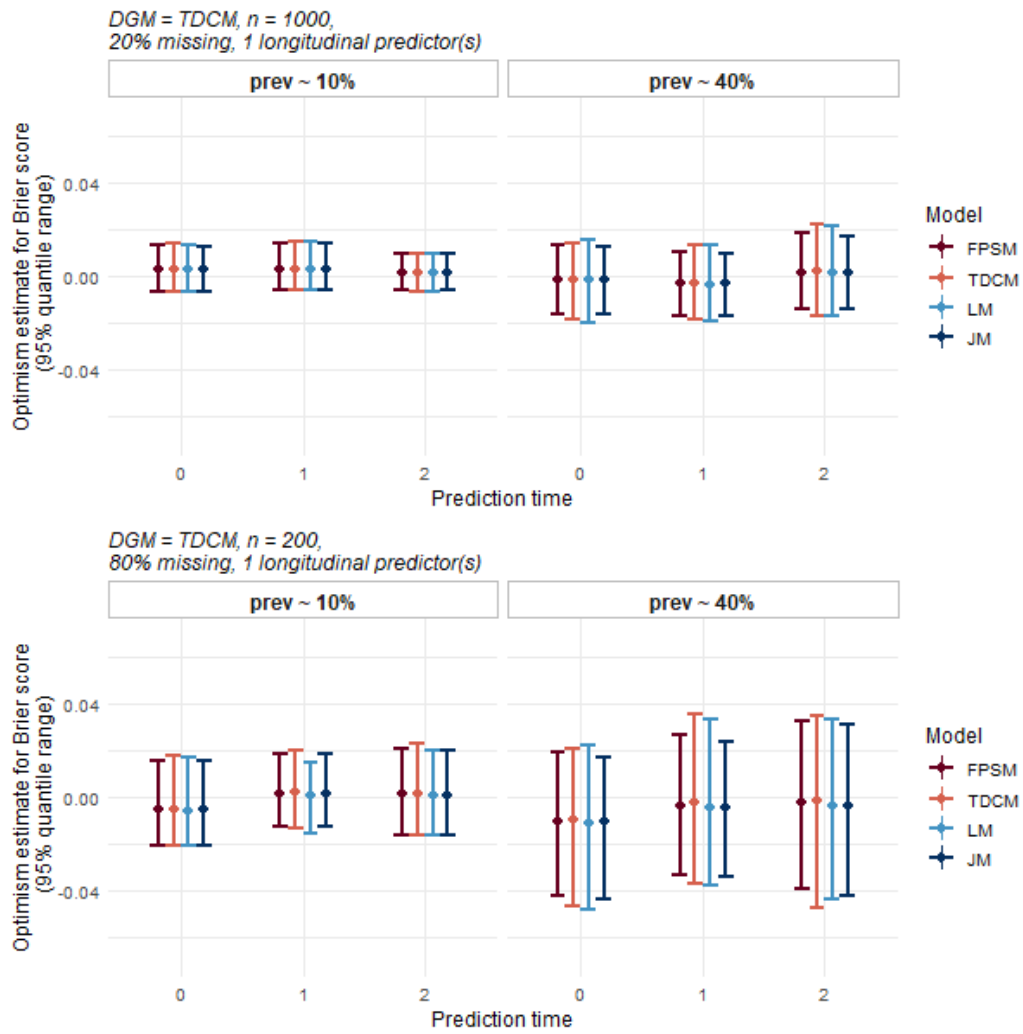 DGM = TDCM, n = 1000,
20% missing, 1 longitudinal predictor(s)
prev ~ 10%
prev ~ 40%
Optimism estimate for Brier score
(95% quantile range)
0.04
0.00
-0.04
0
1
2
0
1
2
Prediction time
Model
FPSM
TDCM
LM
JM
DGM = TDCM, n = 200,
80% missing, 1 longitudinal predictor(s)
prev ~ 10%
prev ~ 40%
Optimism estimate for Brier score
(95% quantile range)
0.04
0.00
-0.04
0
1
2
0
1
2
Prediction time
Model
FPSM
TDCM
LM
JM